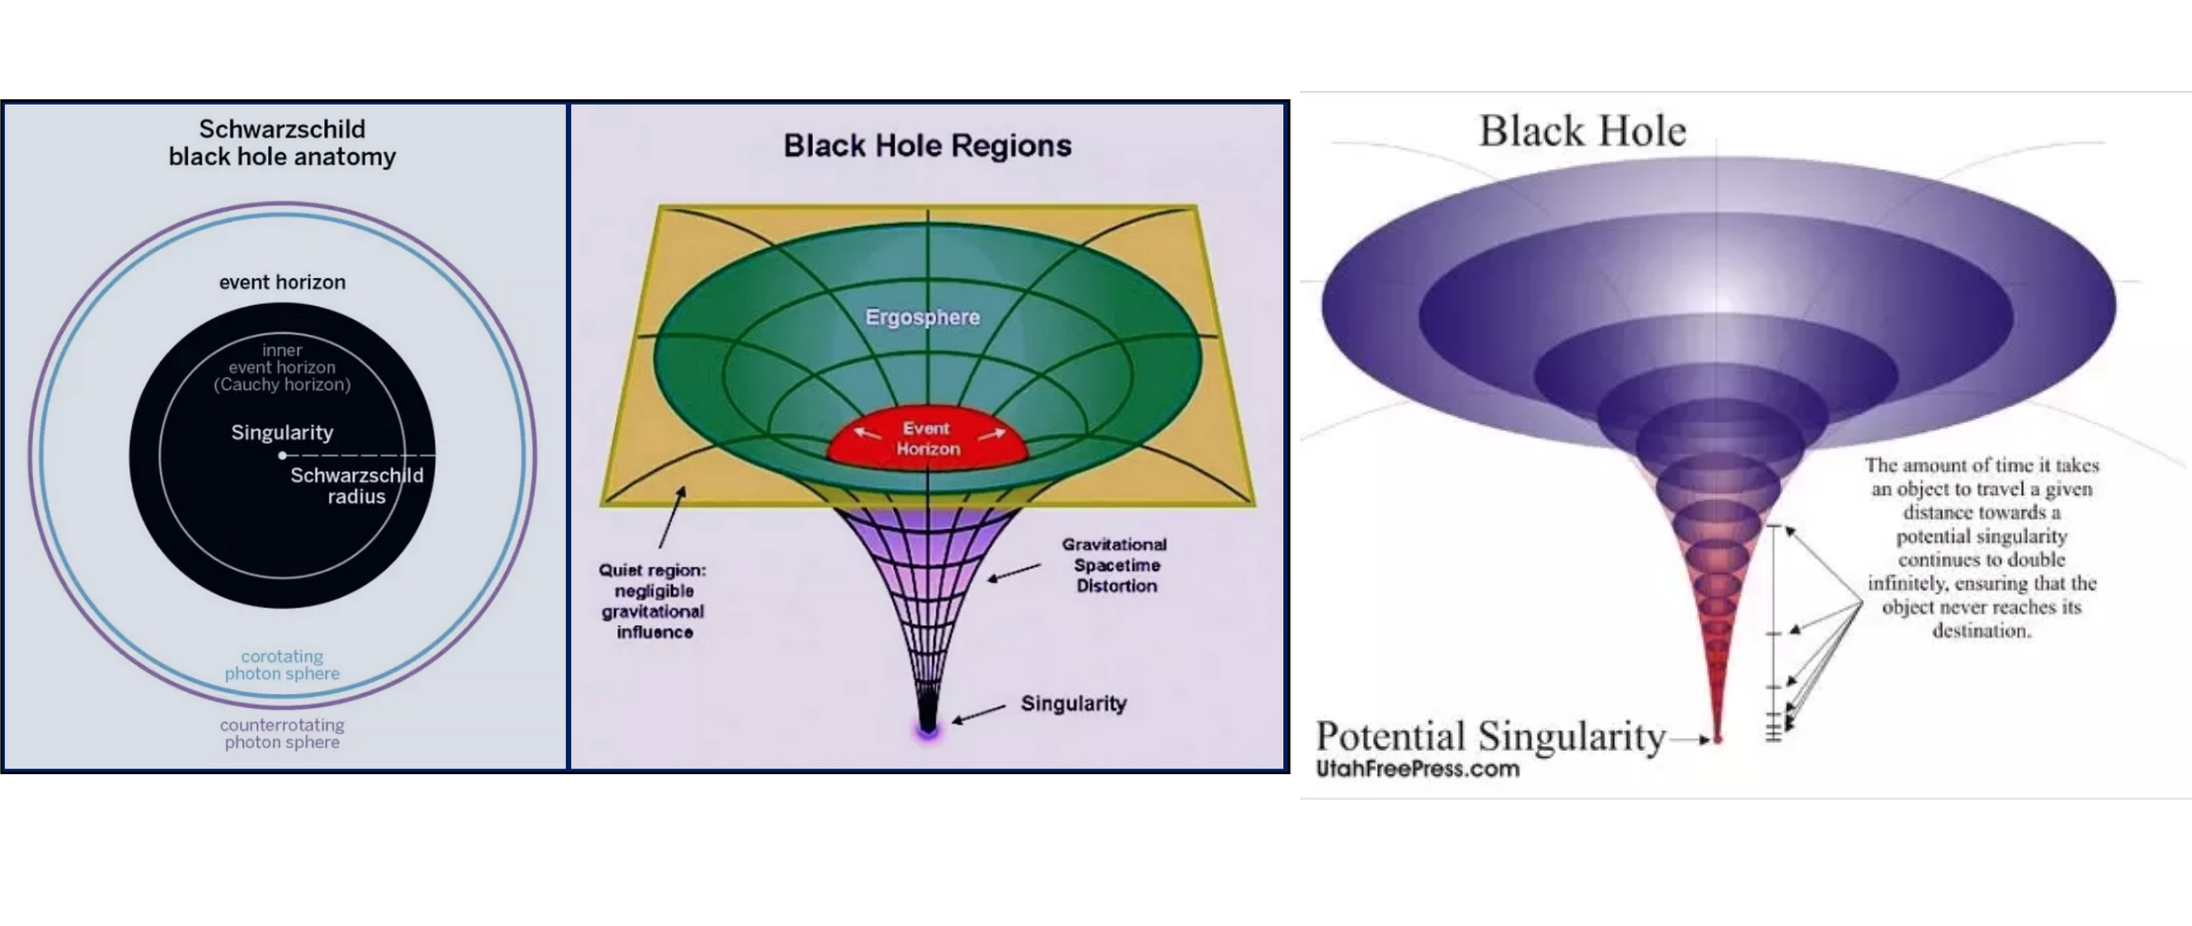 Schwarzschild
black hole anatomy
event horizon
inner
event horizon
(Cauchy horizon)
Singularity
Schwarzschild
radius
corotating
photon sphere
counterrotating
photon sphere
Black Hole Regions
Ergosphere
Event
Horizon
Quiet region:
negligible
gravitational
influence
Gravitational
Spacetime
Distortion
Singularity
Black Hole
The amount of time it takes
an object to travel a given
distance towards a
potential singularity
continues to double
infinitely, ensuring that the
object never reaches its
destination.
Potential Singularity
UtahFreePress.com